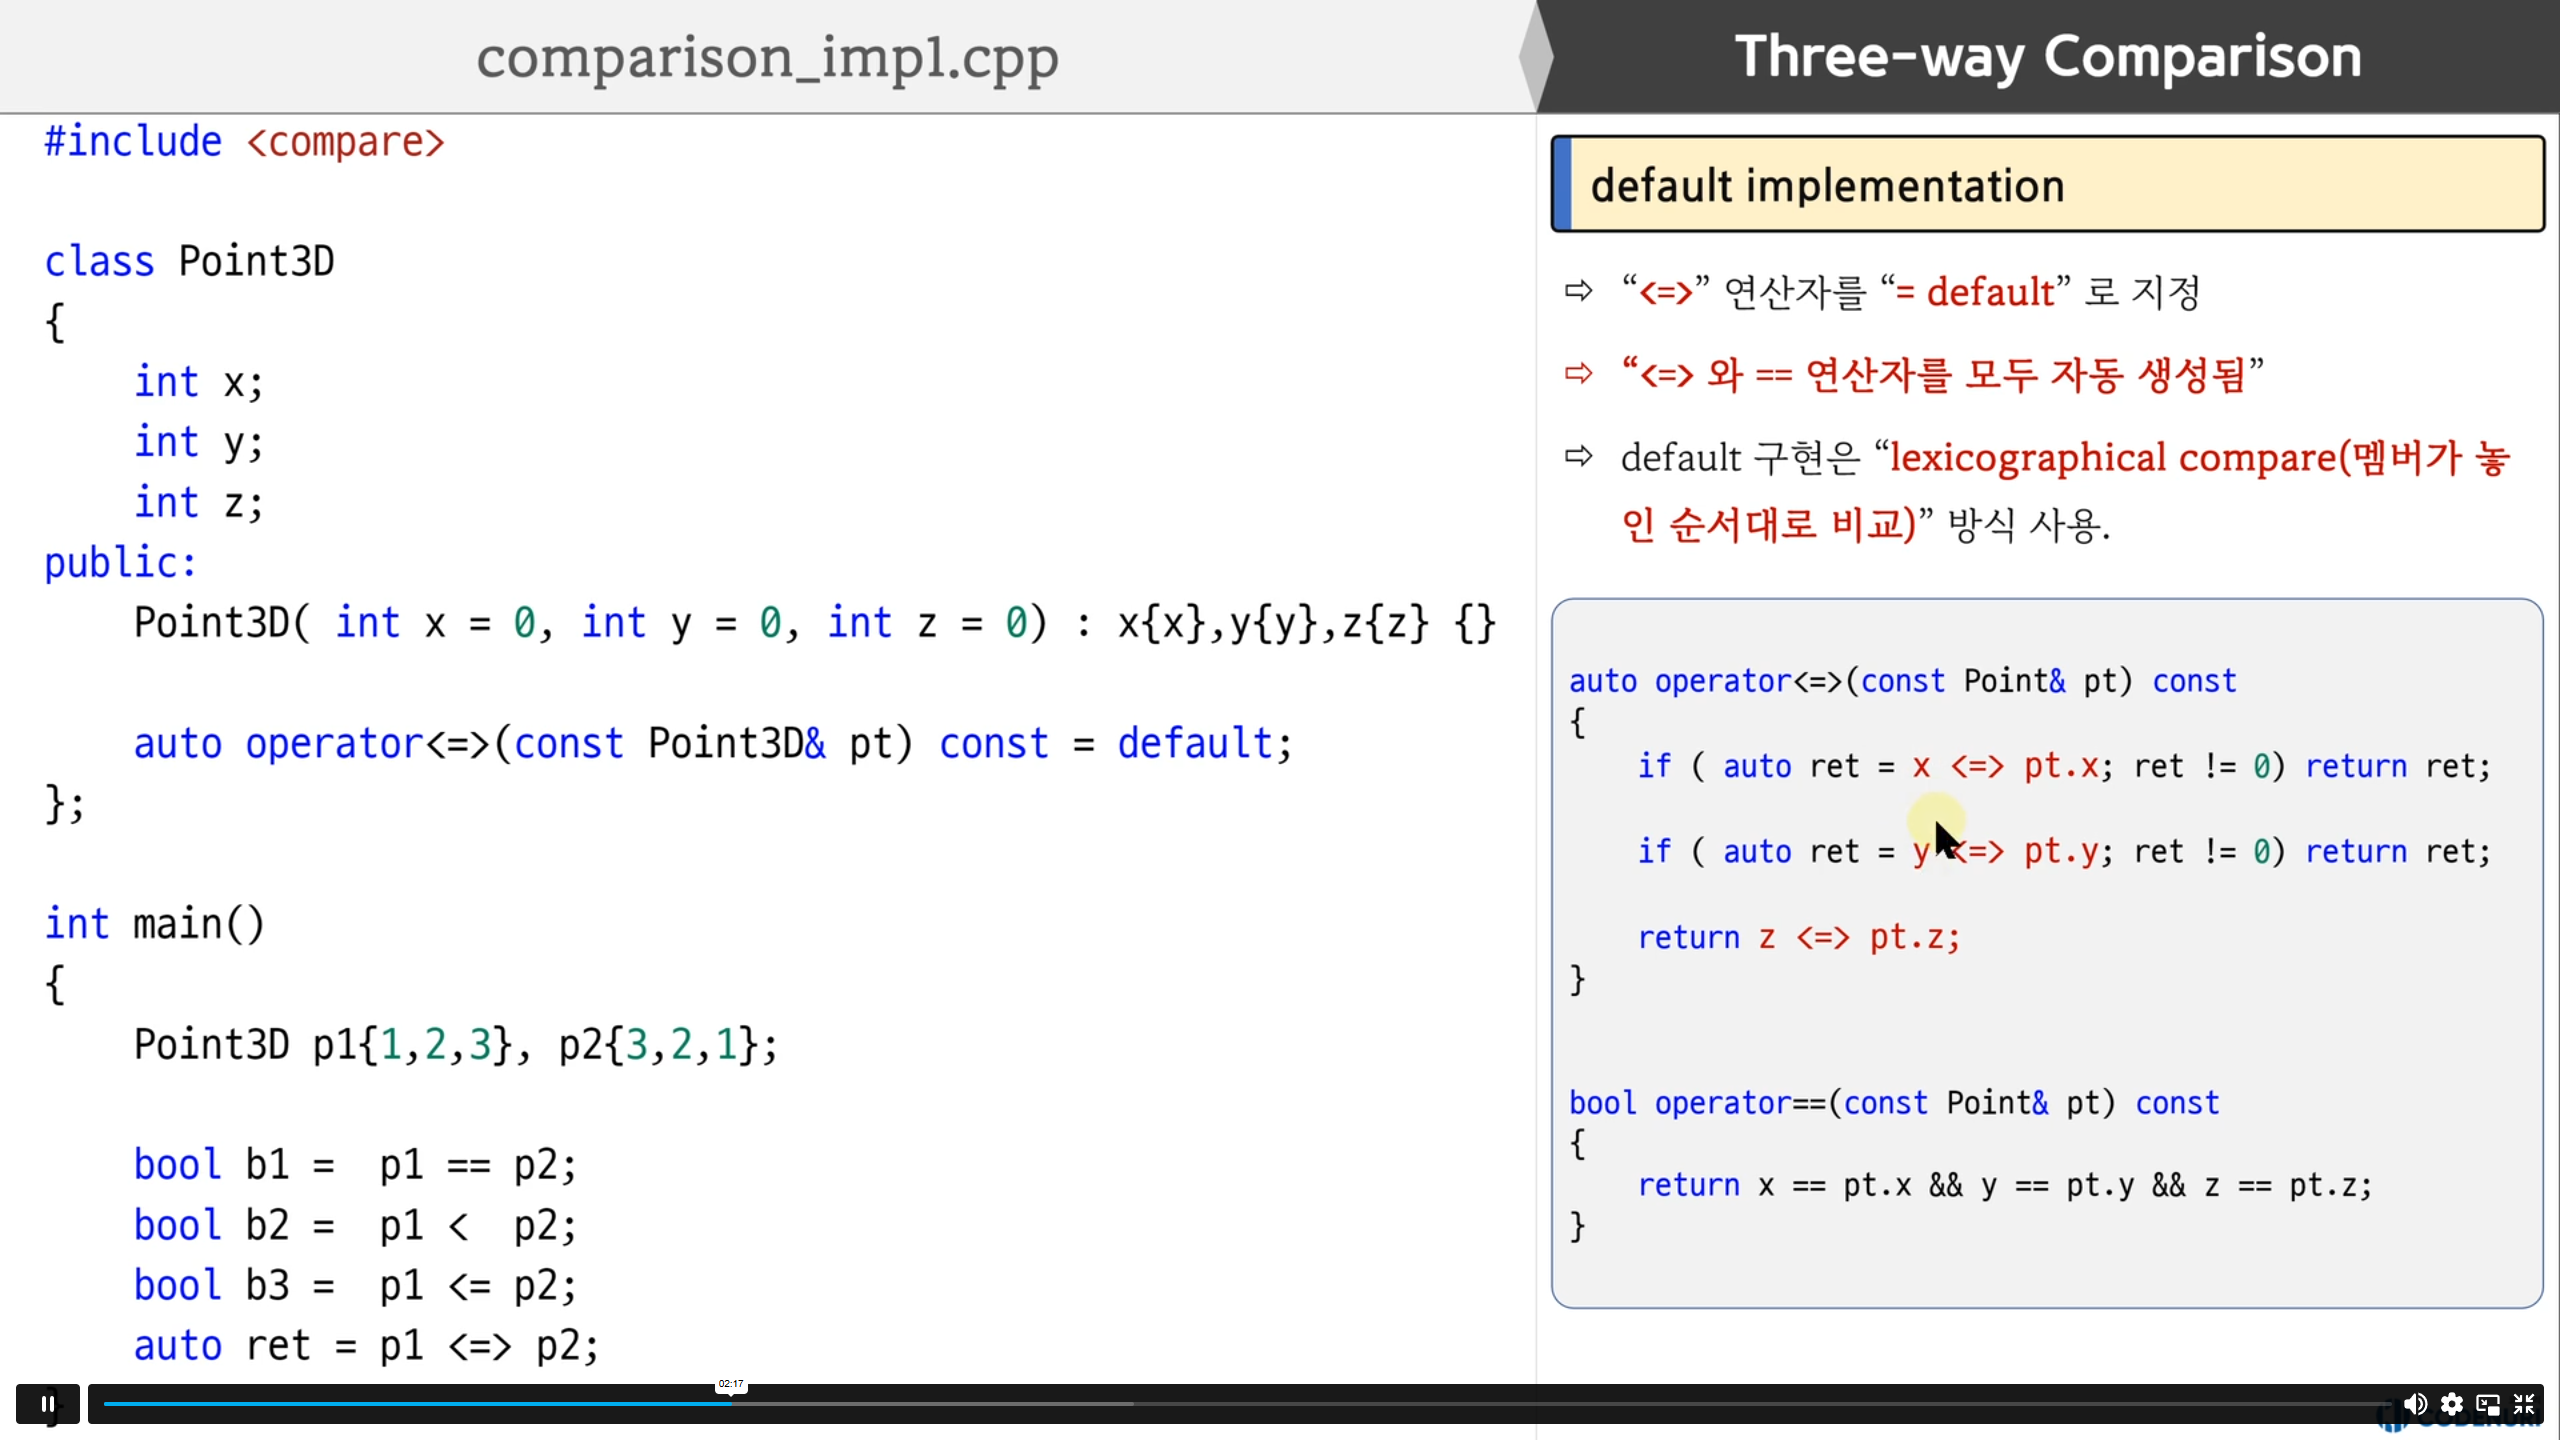 comparison_imp1.cpp
#include <compare>
class Point3D
{
int x;
int y;
int z;
public:
Point3D( int x = 0, int y = 0, int z = 0) : x{x},y{y},z{z} {}
auto operator<=>(const Point3D& pt) const = default;
};
int main()
{
Point3D p1{1,2,3}, p2{3,2,1};
bool b1 =  p1 == p2;
bool b2 =  p1 <  p2;
bool b3 =  p1 <= p2;
auto ret = p1 <=> p2;
}
Three-way Comparison
default implementation
⇨ “<=>” 연산자를 “= default” 로 지정
⇨ “<=> 와 == 연산자를 모두 자동 생성됨”
⇨ default 구현은 “lexicographical compare(멤버가 놓
인 순서대로 비교)” 방식 사용.
auto operator<=>(const Point& pt) const
{
if ( auto ret = x <=> pt.x; ret != 0) return ret;
if ( auto ret = y <=> pt.y; ret != 0) return ret;
return z <=> pt.z;
}
bool operator==(const Point& pt) const
{
return x == pt.x && y == pt.y && z == pt.z;
}
02:17
CODENURI